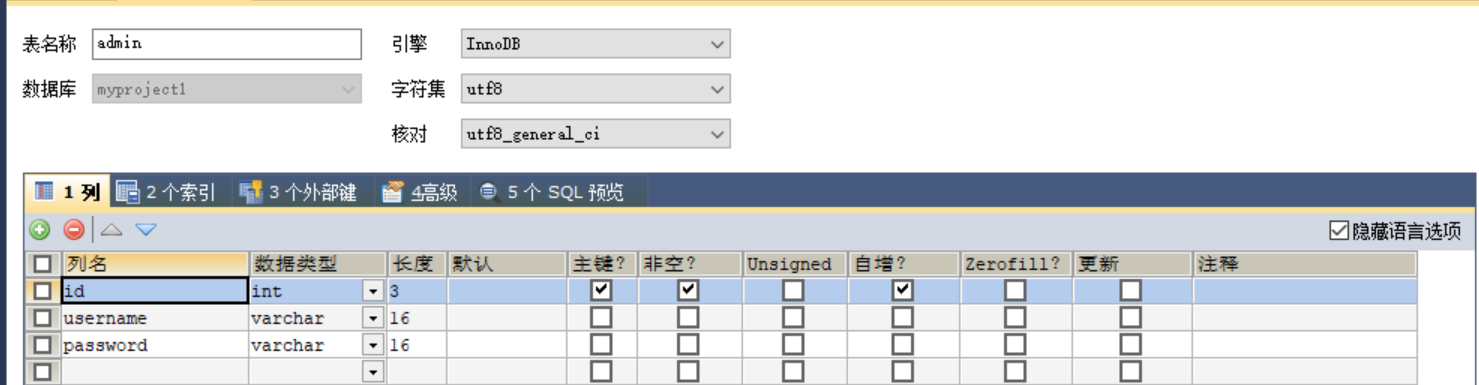 表名称 admin 引擎 InnoDB
数据库 myproject1 字符集 utf8
核对 utf8_general_ci
1 列 2 个索引 3 个外部键 4高级 5 个 SQL 预览
隐藏语言选项
列名 数据类型 长度 默认 主键? 非空? Unsigned 自增? Zerofill? 更新 注释
id int 3
username varchar 16
password varchar 16